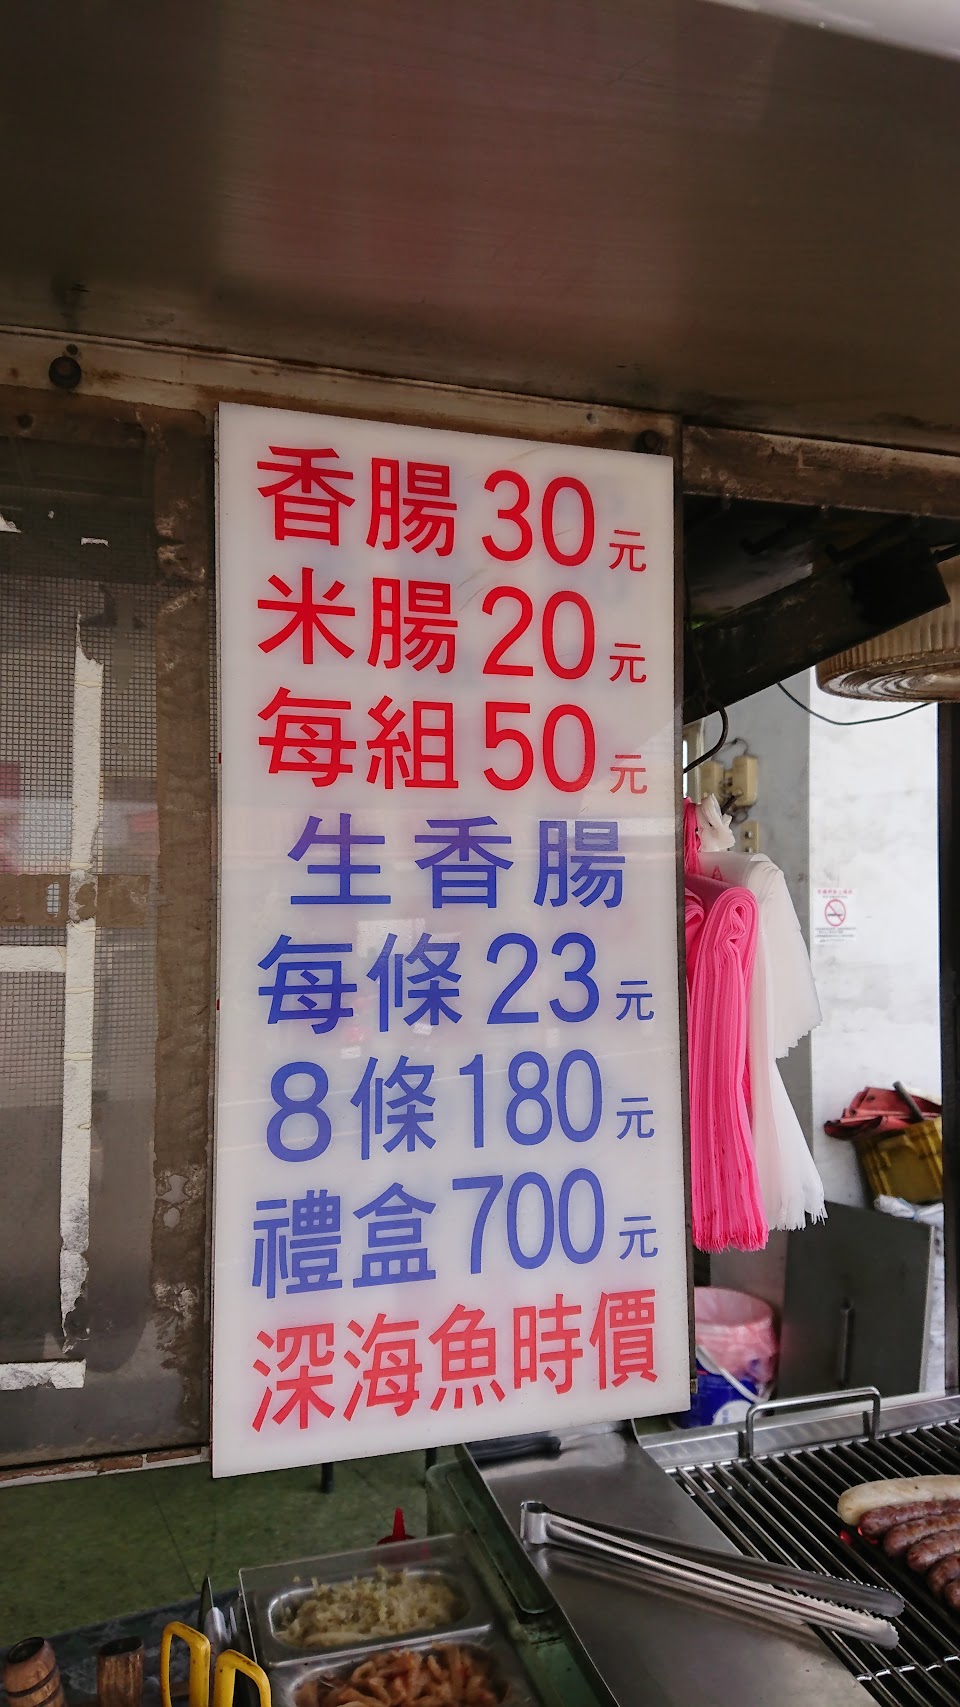 香腸30元
米腸20元
每組50元
生香腸
每條23元
8條180元
禮盒700元
深海魚時價